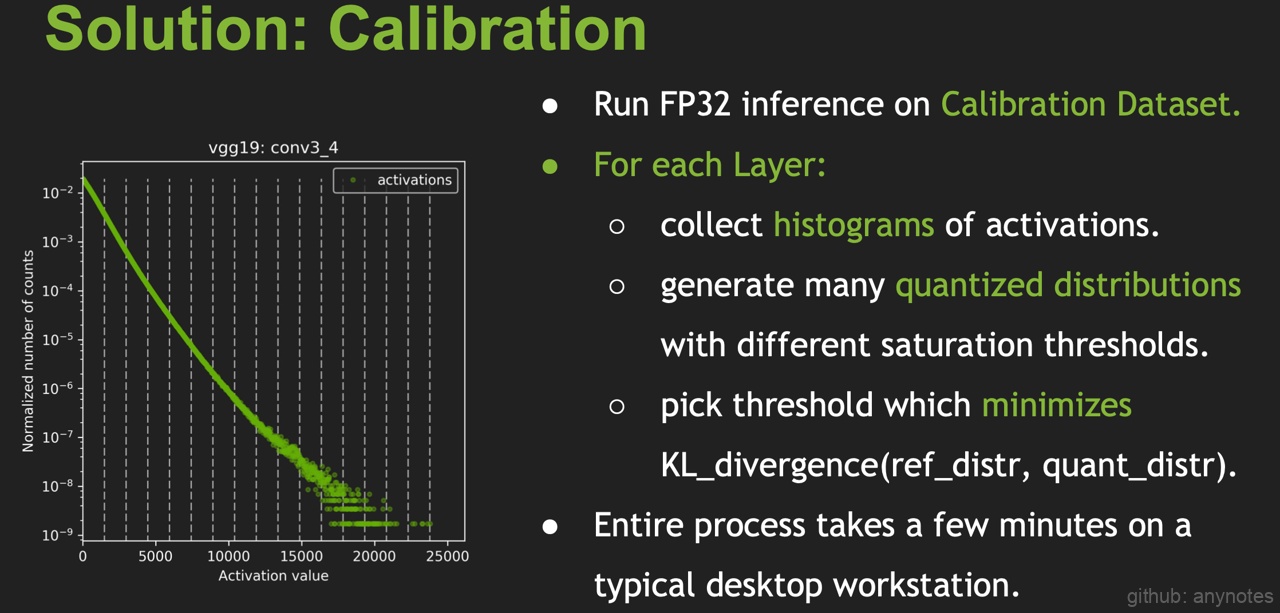 Solution: Calibration
vgg19: conv3_4
activations
10⁻²
10⁻³
10⁻⁴
10⁻⁵
10⁻⁶
10⁻⁷
10⁻⁸
10⁻⁹
Normalized number of counts
0 5000 10000 15000 20000 25000
Activation value
● Run FP32 inference on Calibration Dataset.
● For each Layer:
○ collect histograms of activations.
○ generate many quantized distributions
with different saturation thresholds.
○ pick threshold which minimizes
KL_divergence(ref_distr, quant_distr).
● Entire process takes a few minutes on a
typical desktop workstation.
github: anynotes